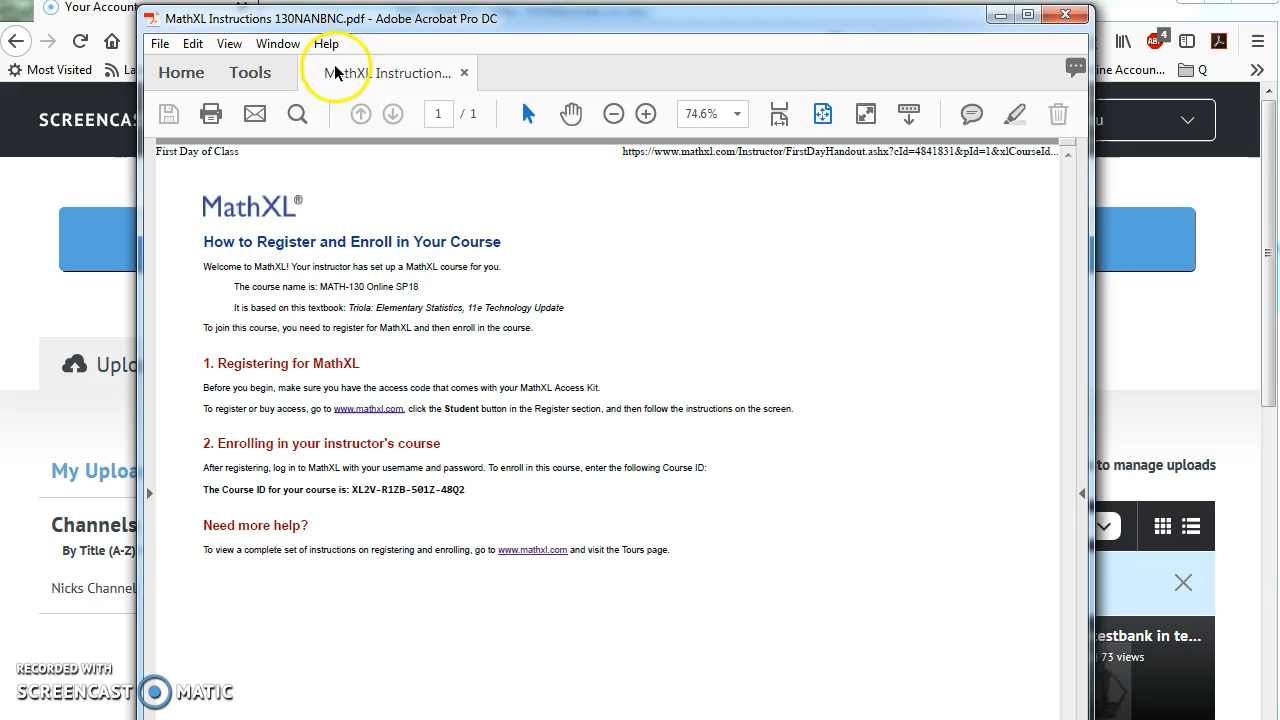 Your Accoun
MathXL Instructions 130NANBNC.pdf - Adobe Acrobat Pro DC
File Edit View Window Help
ABP 4
Most Visited La
Home Tools MathXL Instruction... ×
ine Accoun... Q
SCREENCAS
1 / 1
74.6%
u
First Day of Class https://www.mathxl.com/Instructor/FirstDayHandout.ashx?cId=4841831&pId=1&xlCourseId...
MathXL®
How to Register and Enroll in Your Course
Welcome to MathXL! Your instructor has set up a MathXL course for you.
The course name is: MATH-130 Online SP18
It is based on this textbook: Triola: Elementary Statistics, 11e Technology Update
To join this course, you need to register for MathXL and then enroll in the course.
1. Registering for MathXL
Uplo
Before you begin, make sure you have the access code that comes with your MathXL Access Kit.
To register or buy access, go to www.mathxl.com, click the Student button in the Register section, and then follow the instructions on the screen.
2. Enrolling in your instructor's course
My Uploa
After registering, log in to MathXL with your username and password. To enroll in this course, enter the following Course ID:
to manage uploads
The Course ID for your course is: XL2V-R1ZB-501Z-48Q2
Channels
Need more help?
By Title (A-Z)
To view a complete set of instructions on registering and enrolling, go to www.mathxl.com and visit the Tours page.
Nicks Channel
testbank in te...
73 views
RECORDED WITH
SCREENCAST MATIC